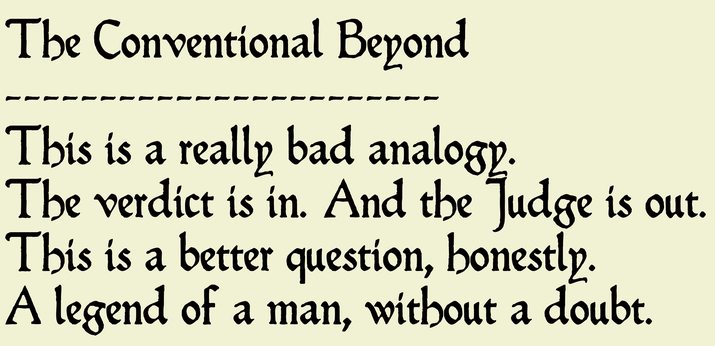 The Conventional Beyond
-----------------------
This is a really bad analogy.
The verdict is in. And the Judge is out.
This is a better question, honestly.
A legend of a man, without a doubt.